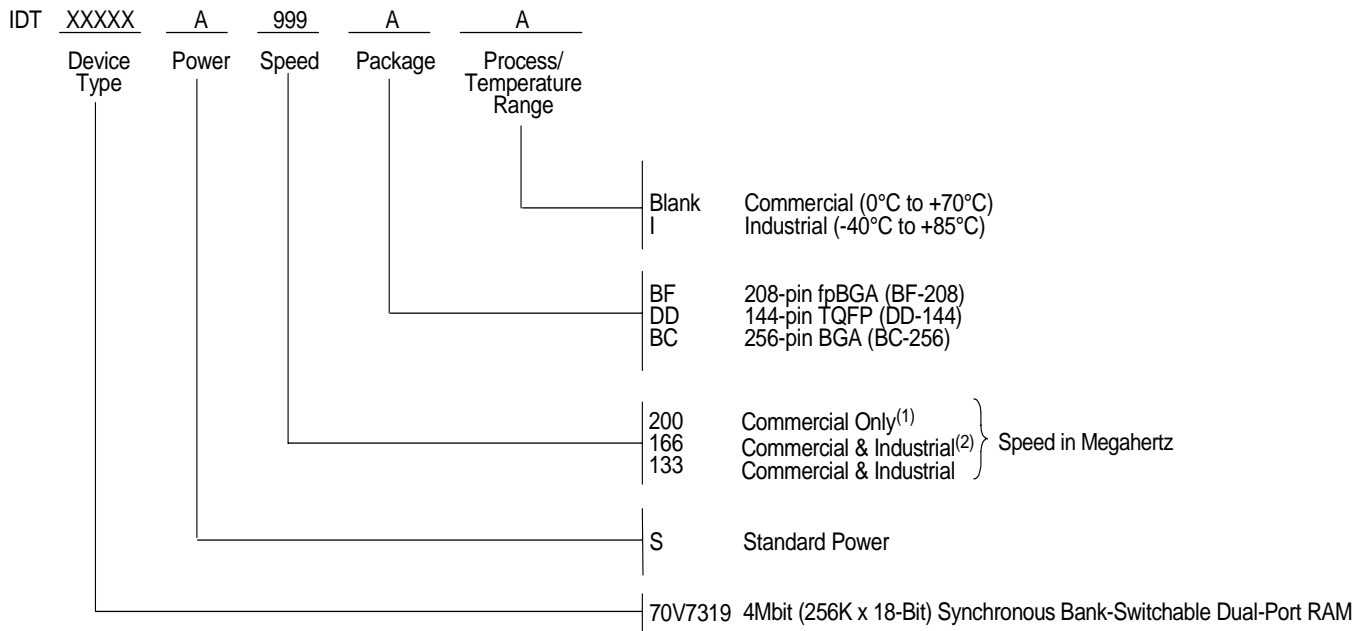 IDT XXXXX A 999 A A
Device Type Power Speed Package Process/ Temperature Range
Blank Commercial (0°C to +70°C)
I Industrial (-40°C to +85°C)
BF 208-pin fpBGA (BF-208)
DD 144-pin TQFP (DD-144)
BC 256-pin BGA (BC-256)
200 Commercial Only(1)
166 Commercial & Industrial(2)
133 Commercial & Industrial
Speed in Megahertz
S Standard Power
70V7319 4Mbit (256K x 18-Bit) Synchronous Bank-Switchable Dual-Port RAM